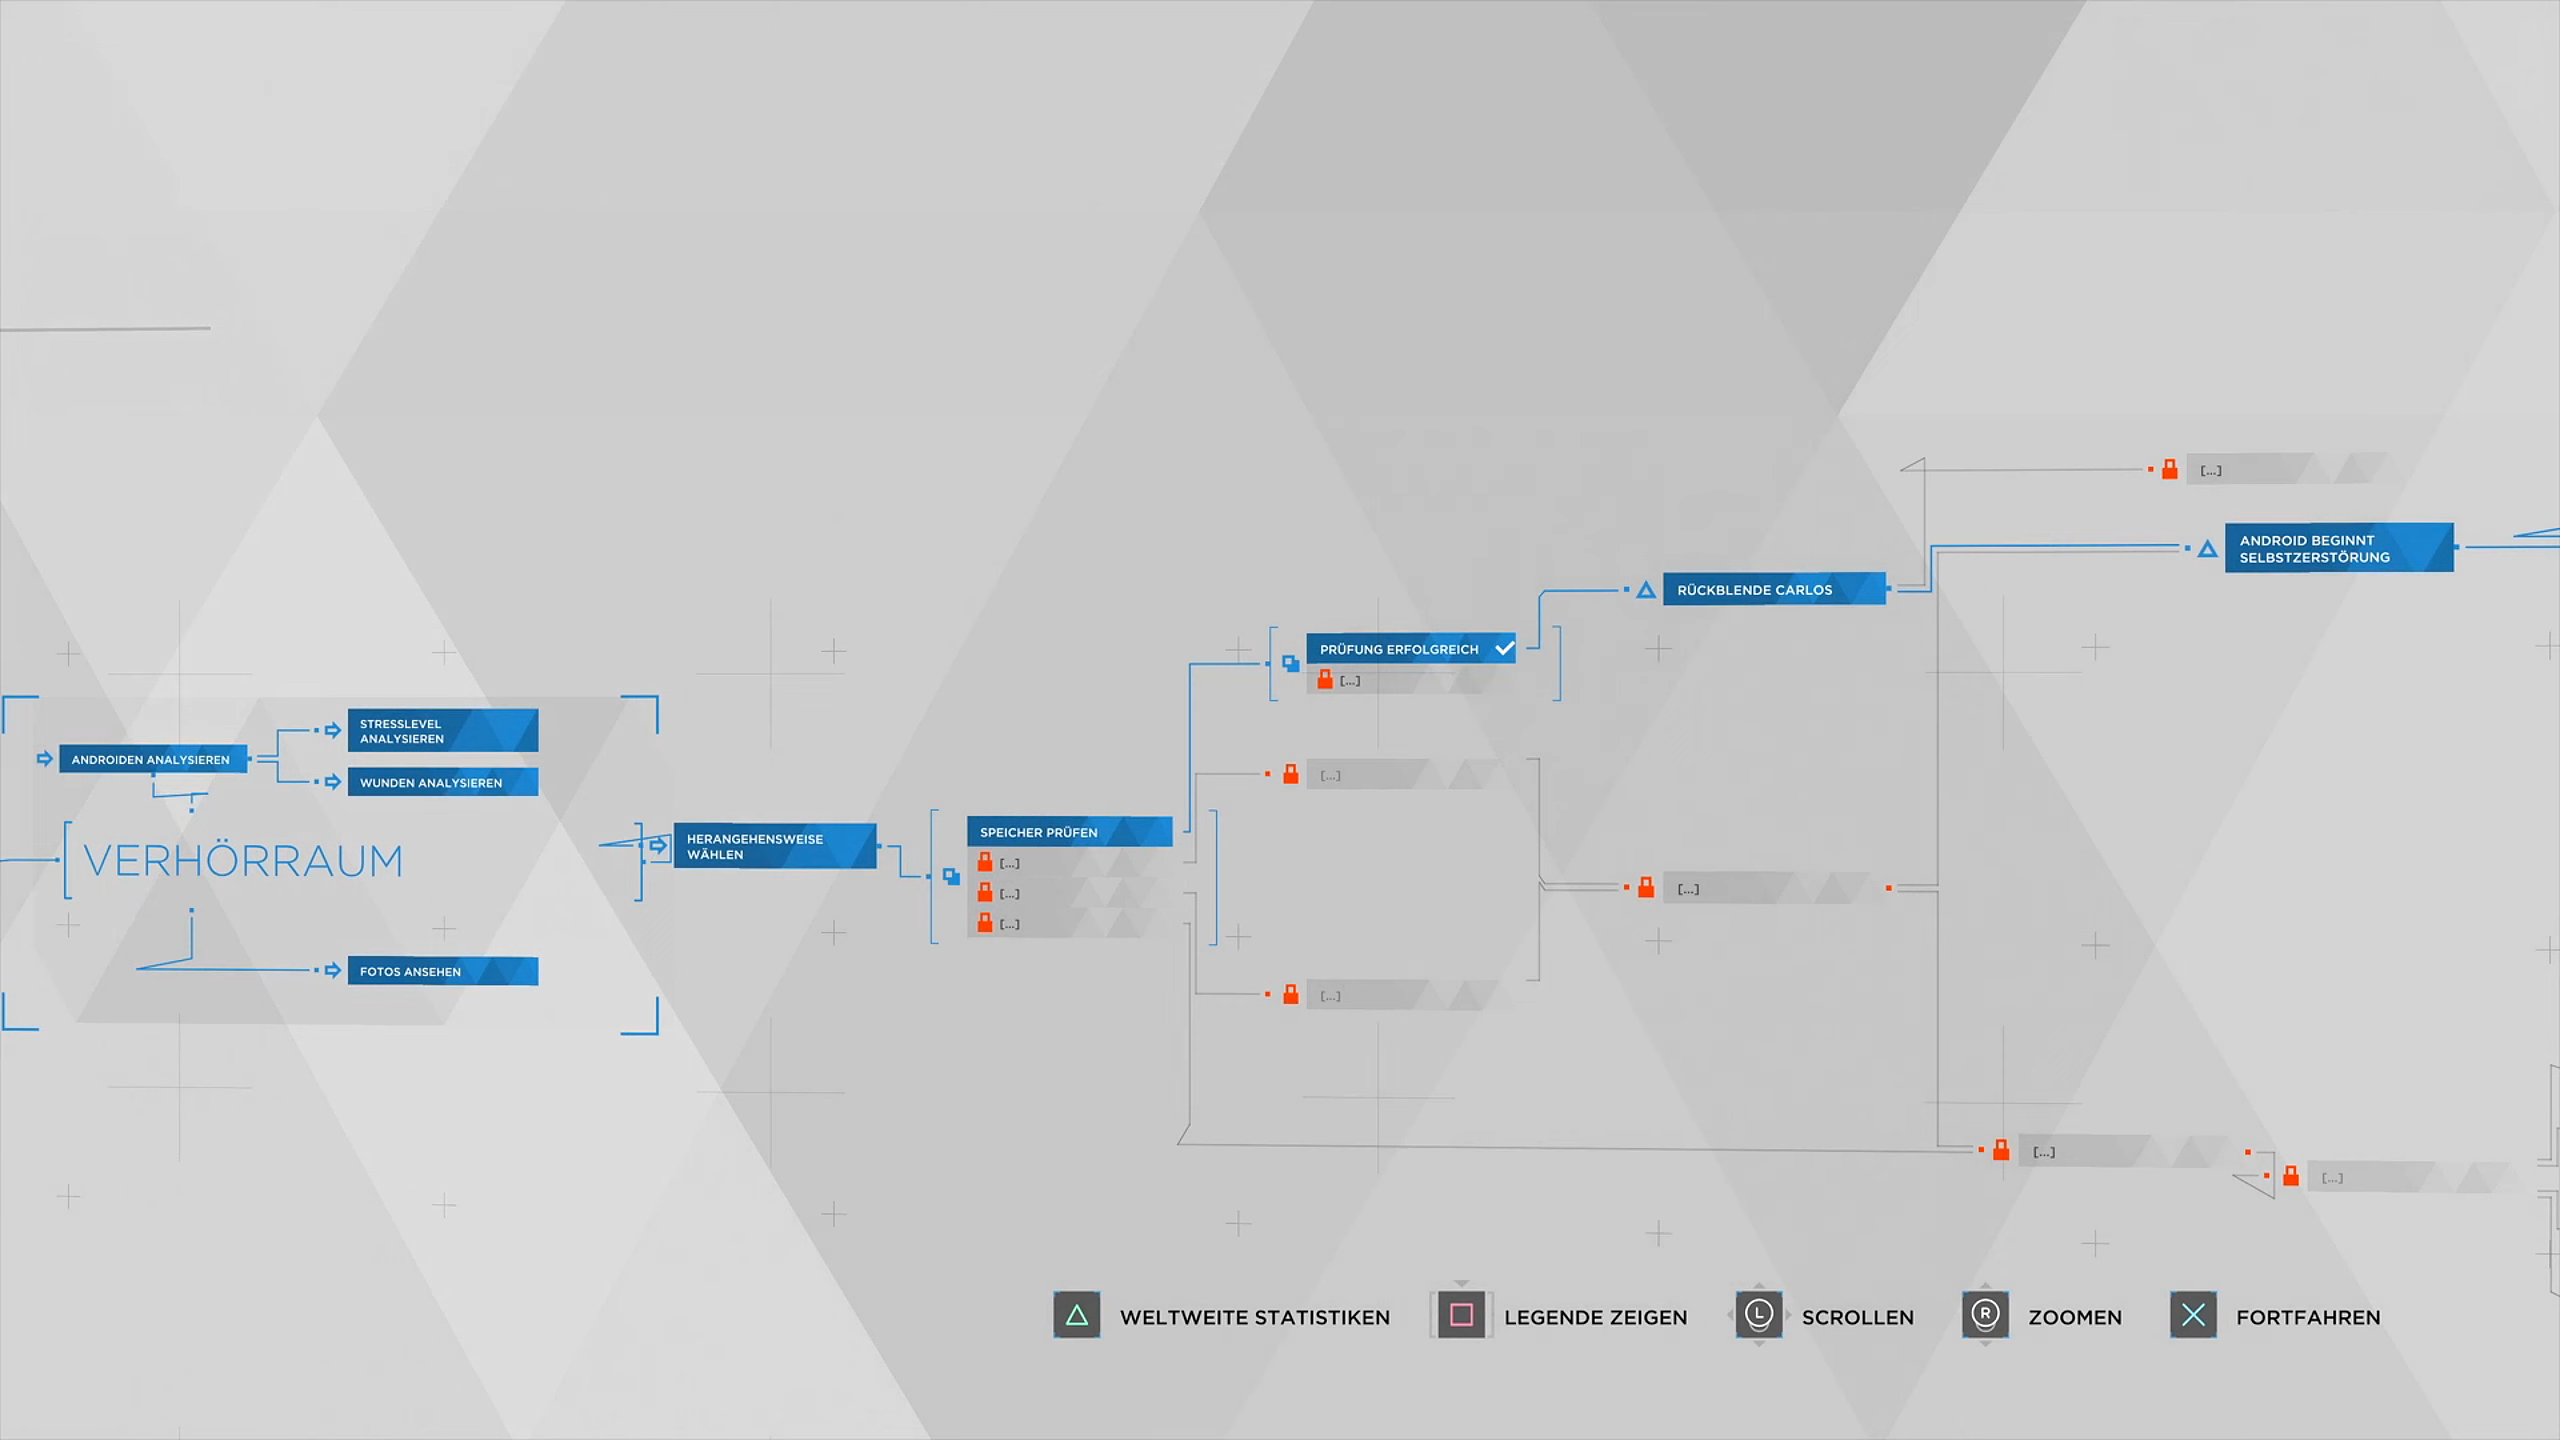 [...]
ANDROID BEGINNT
SELBSTZERSTÖRUNG
RÜCKBLENDE CARLOS
PRÜFUNG ERFOLGREICH
[...]
STRESSLEVEL
ANALYSIEREN
ANDROIDEN ANALYSIEREN
WUNDEN ANALYSIEREN
[...]
VERHÖRRAUM
HERANGEHENSWEISE
WÄHLEN
SPEICHER PRÜFEN
[...]
[...]
[...]
[...]
FOTOS ANSEHEN
[...]
[...]
[...]
WELTWEITE STATISTIKEN
LEGENDE ZEIGEN
L
SCROLLEN
R
ZOOMEN
FORTFAHREN